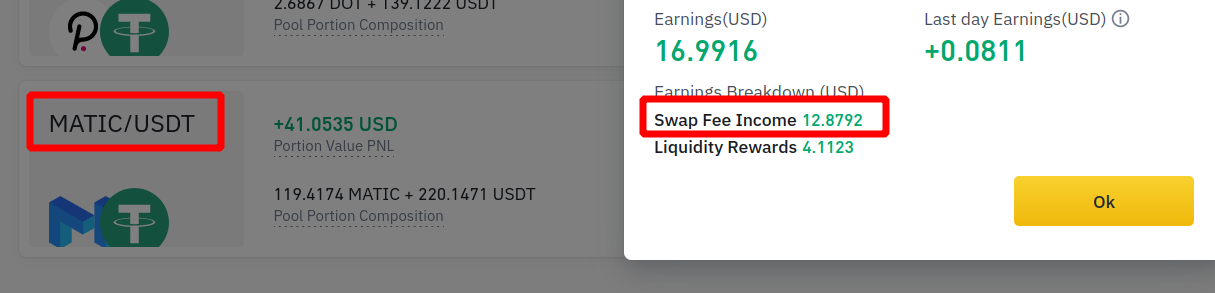 2.6867 DOT + 139.1222 USDT
Pool Portion Composition
MATIC/USDT
+41.0535 USD
Portion Value PNL
119.4174 MATIC + 220.1471 USDT
Pool Portion Composition
Earnings(USD)
16.9916
Last day Earnings(USD)
+0.0811
Earnings Breakdown (USD)
Swap Fee Income 12.8792
Liquidity Rewards 4.1123
Ok